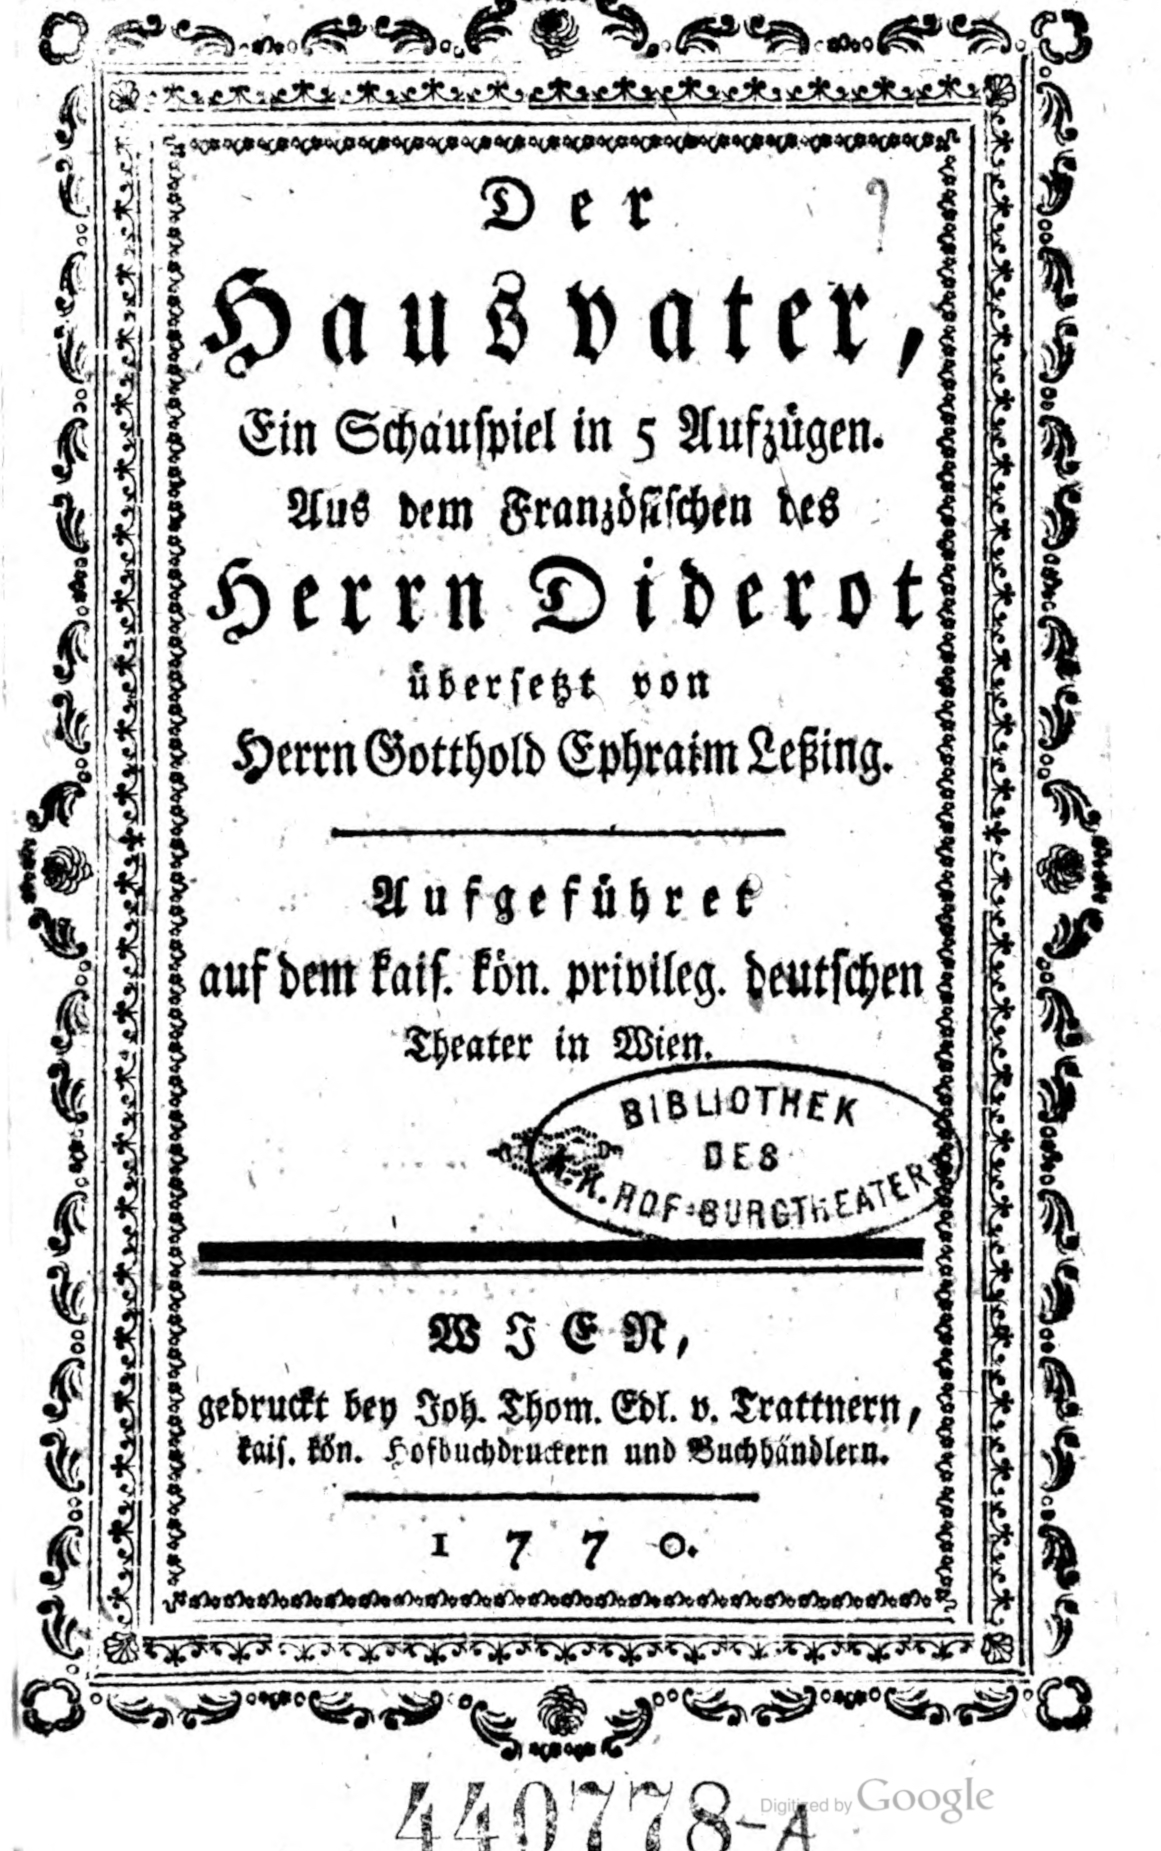 Der
Hausvater,
Ein Schauspiel in 5 Aufzügen.
Aus dem Französischen des
Herrn Diderot
übersetzt von
Herrn Gotthold Ephraim Leßing.
Aufgeführet
auf dem kais. kön. privileg. deutschen
Theater in Wien.
BIBLIOTHEK
DES
K.K. HOF-BURGTHEATER
WIEN,
gedruckt bey Joh. Thom. Edl. v. Trattnern,
kais. kön. Hofbuchdruckern und Buchhändlern.
1770.
440778-A
Digitized by Google